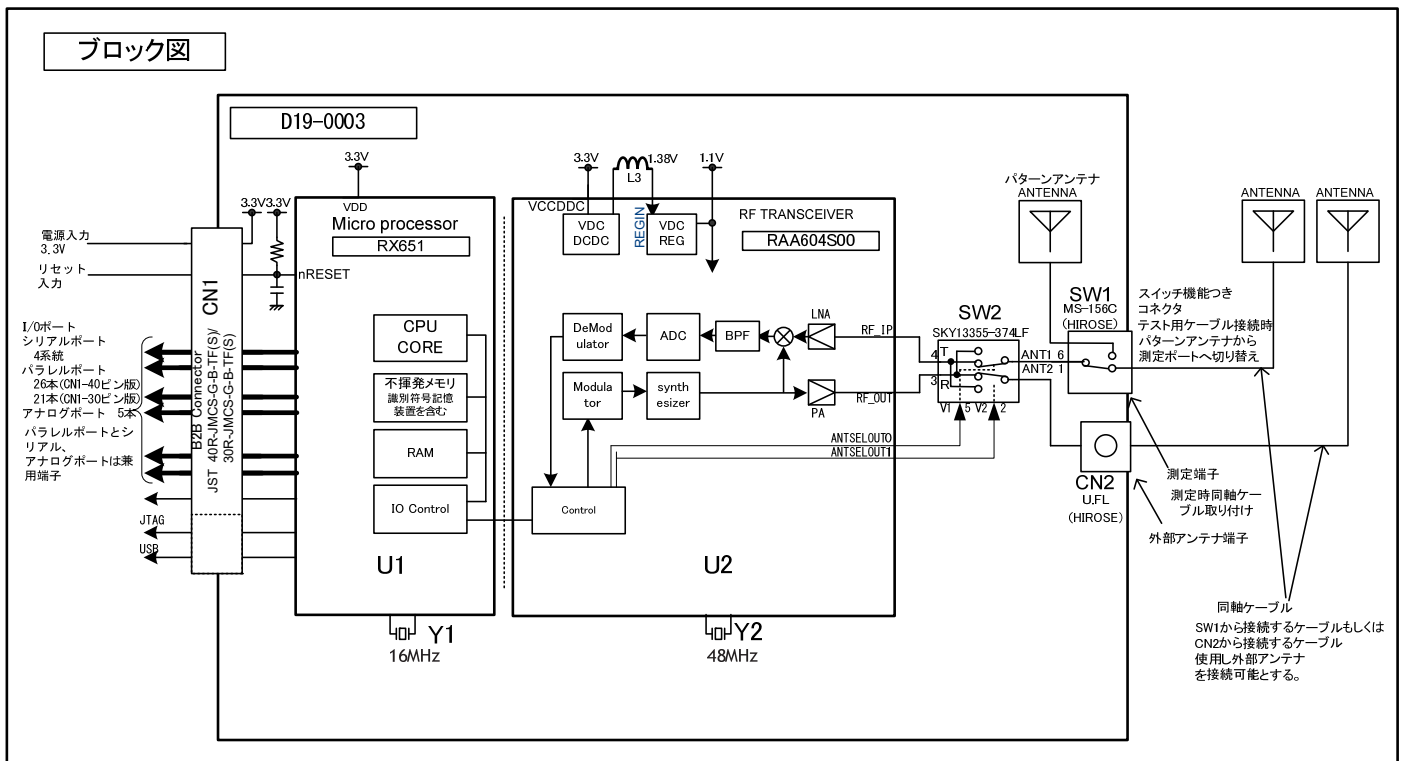 ブロック図
D19-0003
電源入力
3.3V
リセット
入力
I/0ポート
シリアルポート
4系統
パラレルポート
26本(CN1-40ピン版)
21本(CN1-30ピン版)
アナログポート 5本
パラレルポートとシ
リアル、
アナログポートは兼
用端子
JTAG
USB
CN1
B2B Connector
JST 40R-JMCS-G-B-TF(S)/
30R-JMCS-G-B-TF(S)
3.3V
3.3V
nRESET
3.3V
VDD
Micro processor
RX651
CPU
CORE
不揮発メモリ
識別符号記憶
装置を含む
RAM
IO Control
U1
Y1
16MHz
3.3V
1.38V
L3
1.1V
VCCDDC
VDC
DCDC
REGIN
VDC
REG
RF TRANSCEIVER
RAA604S00
DeMod
ulator
ADC
BPF
LNA
RF_IP
Modula
tor
synth
esizer
PA
RF_OUT
ANTSELOUT0
ANTSELOUT1
Control
U2
Y2
48MHz
SW2
SKY13355-374LF
4 T
3 R
V1 5 V2 2
ANT1 6
ANT2 1
パターンアンテナ
ANTENNA
SW1
MS-156C
(HIROSE)
CN2
U.FL
(HIROSE)
ANTENNA
ANTENNA
スイッチ機能つき
コネクタ
テスト用ケーブル接続時
パターンアンテナから
測定ポートへ切り替え
測定端子
測定時同軸ケー
ブル取り付け
外部アンテナ端子
同軸ケーブル
SW1から接続するケーブルもしくは
CN2から接続するケーブル
使用し外部アンテナ
を接続可能とする。